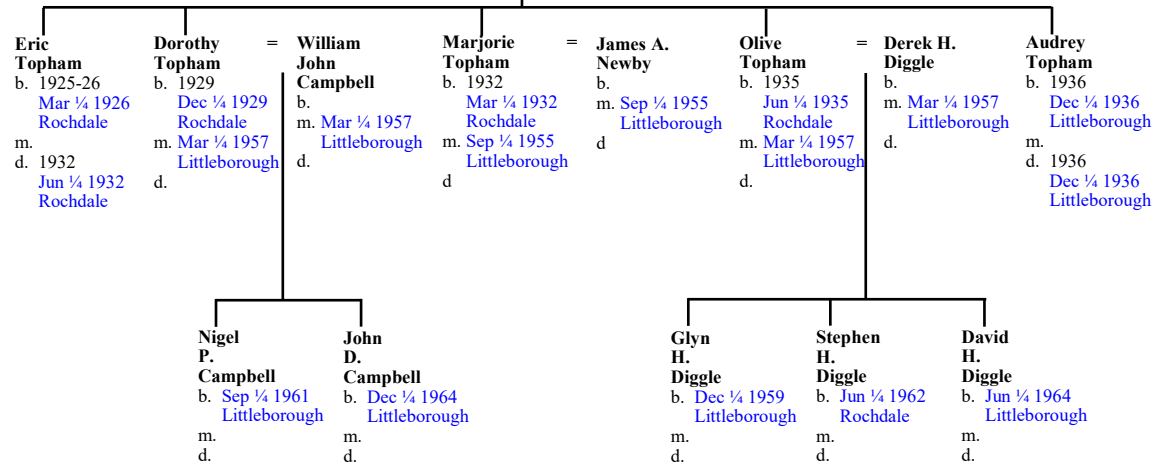 Eric
Topham
b. 1925-26
Mar ¼ 1926
Rochdale
m.
d. 1932
Jun ¼ 1932
Rochdale
Dorothy
Topham
b. 1929
Dec ¼ 1929
Rochdale
m. Mar ¼ 1957
Littleborough
d.
=
William
John
Campbell
b.
m. Mar ¼ 1957
Littleborough
d.
Marjorie
Topham
b. 1932
Mar ¼ 1932
Rochdale
m. Sep ¼ 1955
Littleborough
d
=
James A.
Newby
b.
m. Sep ¼ 1955
Littleborough
d
Olive
Topham
b. 1935
Jun ¼ 1935
Rochdale
m. Mar ¼ 1957
Littleborough
d.
=
Derek H.
Diggle
b.
m. Mar ¼ 1957
Littleborough
d.
Audrey
Topham
b. 1936
Dec ¼ 1936
Littleborough
m.
d. 1936
Dec ¼ 1936
Littleborough
Nigel
P.
Campbell
b. Sep ¼ 1961
Littleborough
m.
d.
John
D.
Campbell
b. Dec ¼ 1964
Littleborough
m.
d.
Glyn
H.
Diggle
b. Dec ¼ 1959
Littleborough
m.
d.
Stephen
H.
Diggle
b. Jun ¼ 1962
Rochdale
m.
d.
David
H.
Diggle
b. Jun ¼ 1964
Littleborough
m.
d.